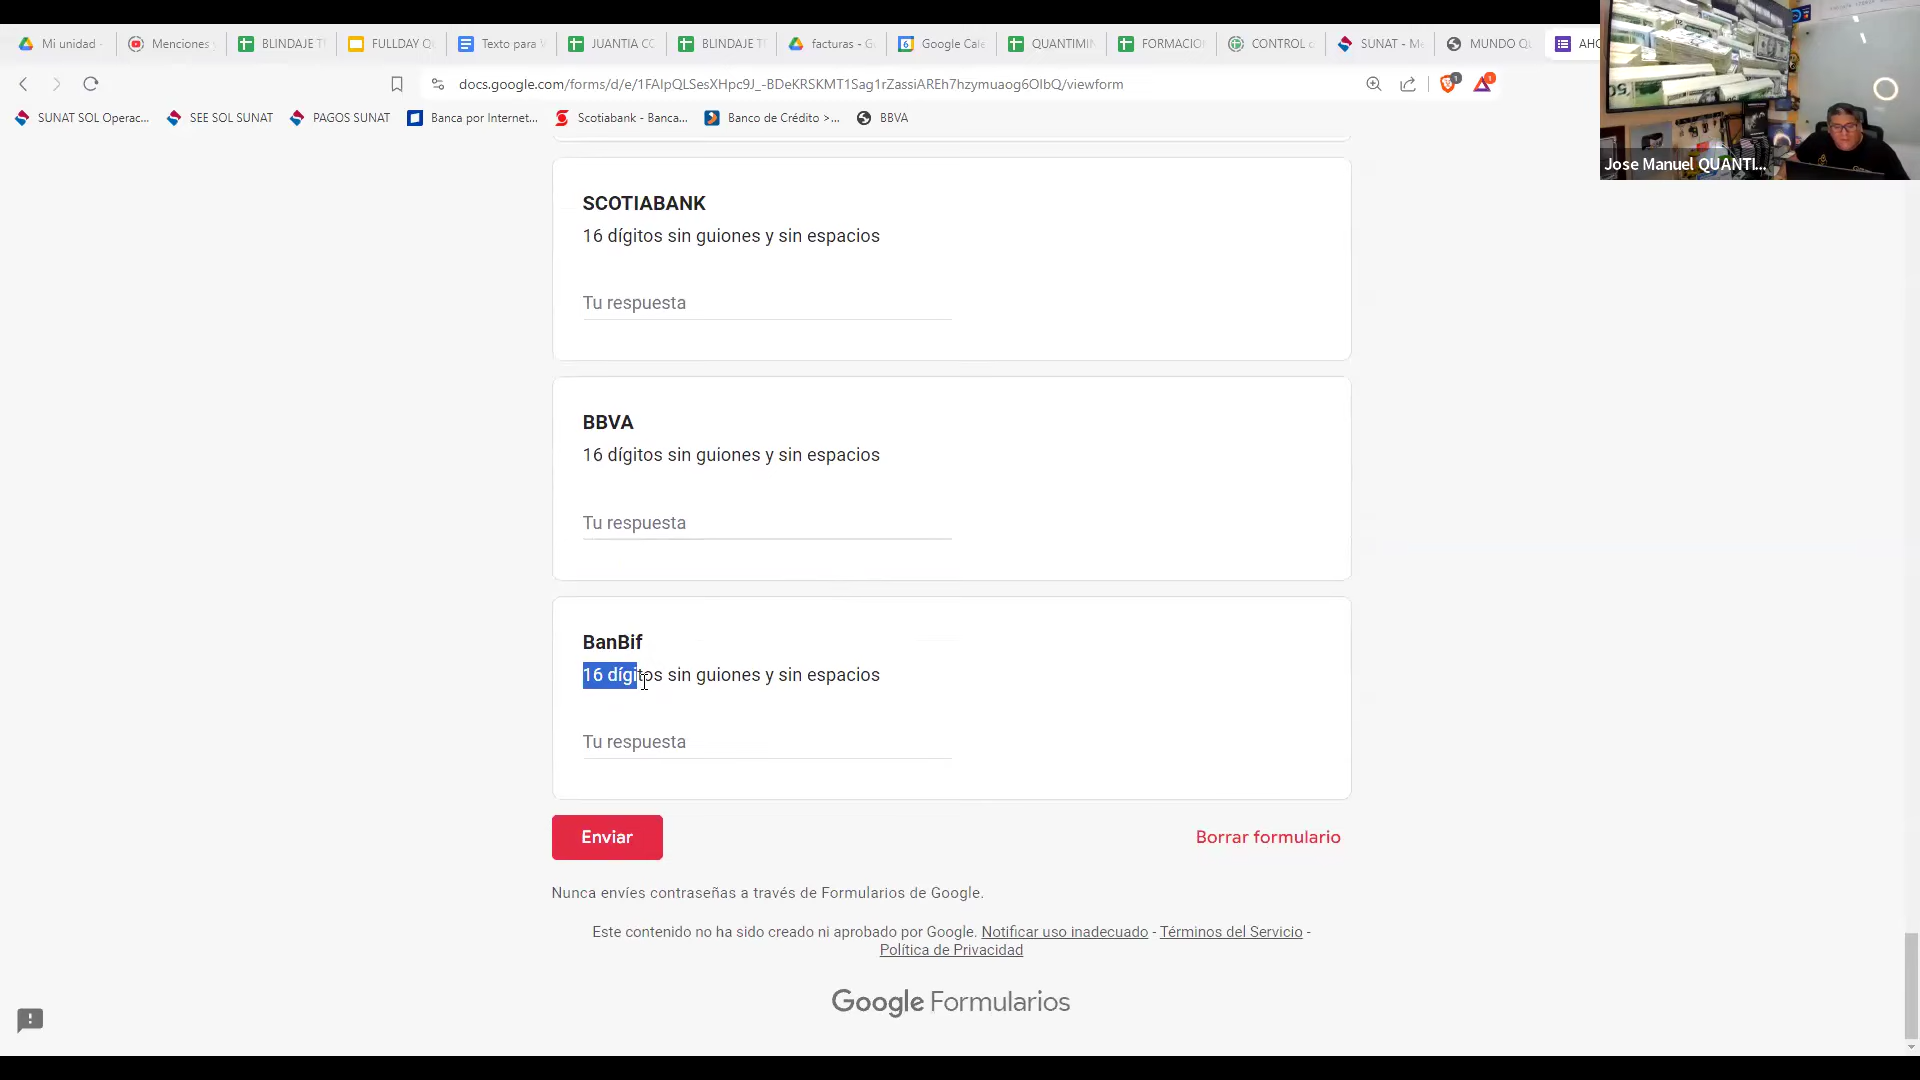 Mi unidad
Menciones
BLINDAJE
FULLDAY
Texto para
JUANTIA
BLINDAJE
facturas -
Google
QUANTIMI
FORMACIO
CONTROL
SUNAT -
MUNDO
docs.google.com/forms/d/e/1FAIpQLSesXHpc9J_-BDeKRSKMT1Sag1rZassiAREh7hzymuaog6OIbQ/viewform
SUNAT SOL Operac...
SEE SOL SUNAT
PAGOS SUNAT
Banca por Internet...
Scotiabank - Banca...
Banco de Crédito >...
BBVA
Jose Manuel QUANTI...
SCOTIABANK
16 dígitos sin guiones y sin espacios
Tu respuesta
BBVA
16 dígitos sin guiones y sin espacios
Tu respuesta
BanBif
16 dígitos sin guiones y sin espacios
Tu respuesta
Enviar
Borrar formulario
Nunca envíes contraseñas a través de Formularios de Google.
Este contenido no ha sido creado ni aprobado por Google. Notificar uso inadecuado - Términos del Servicio -
Política de Privacidad
Google Formularios